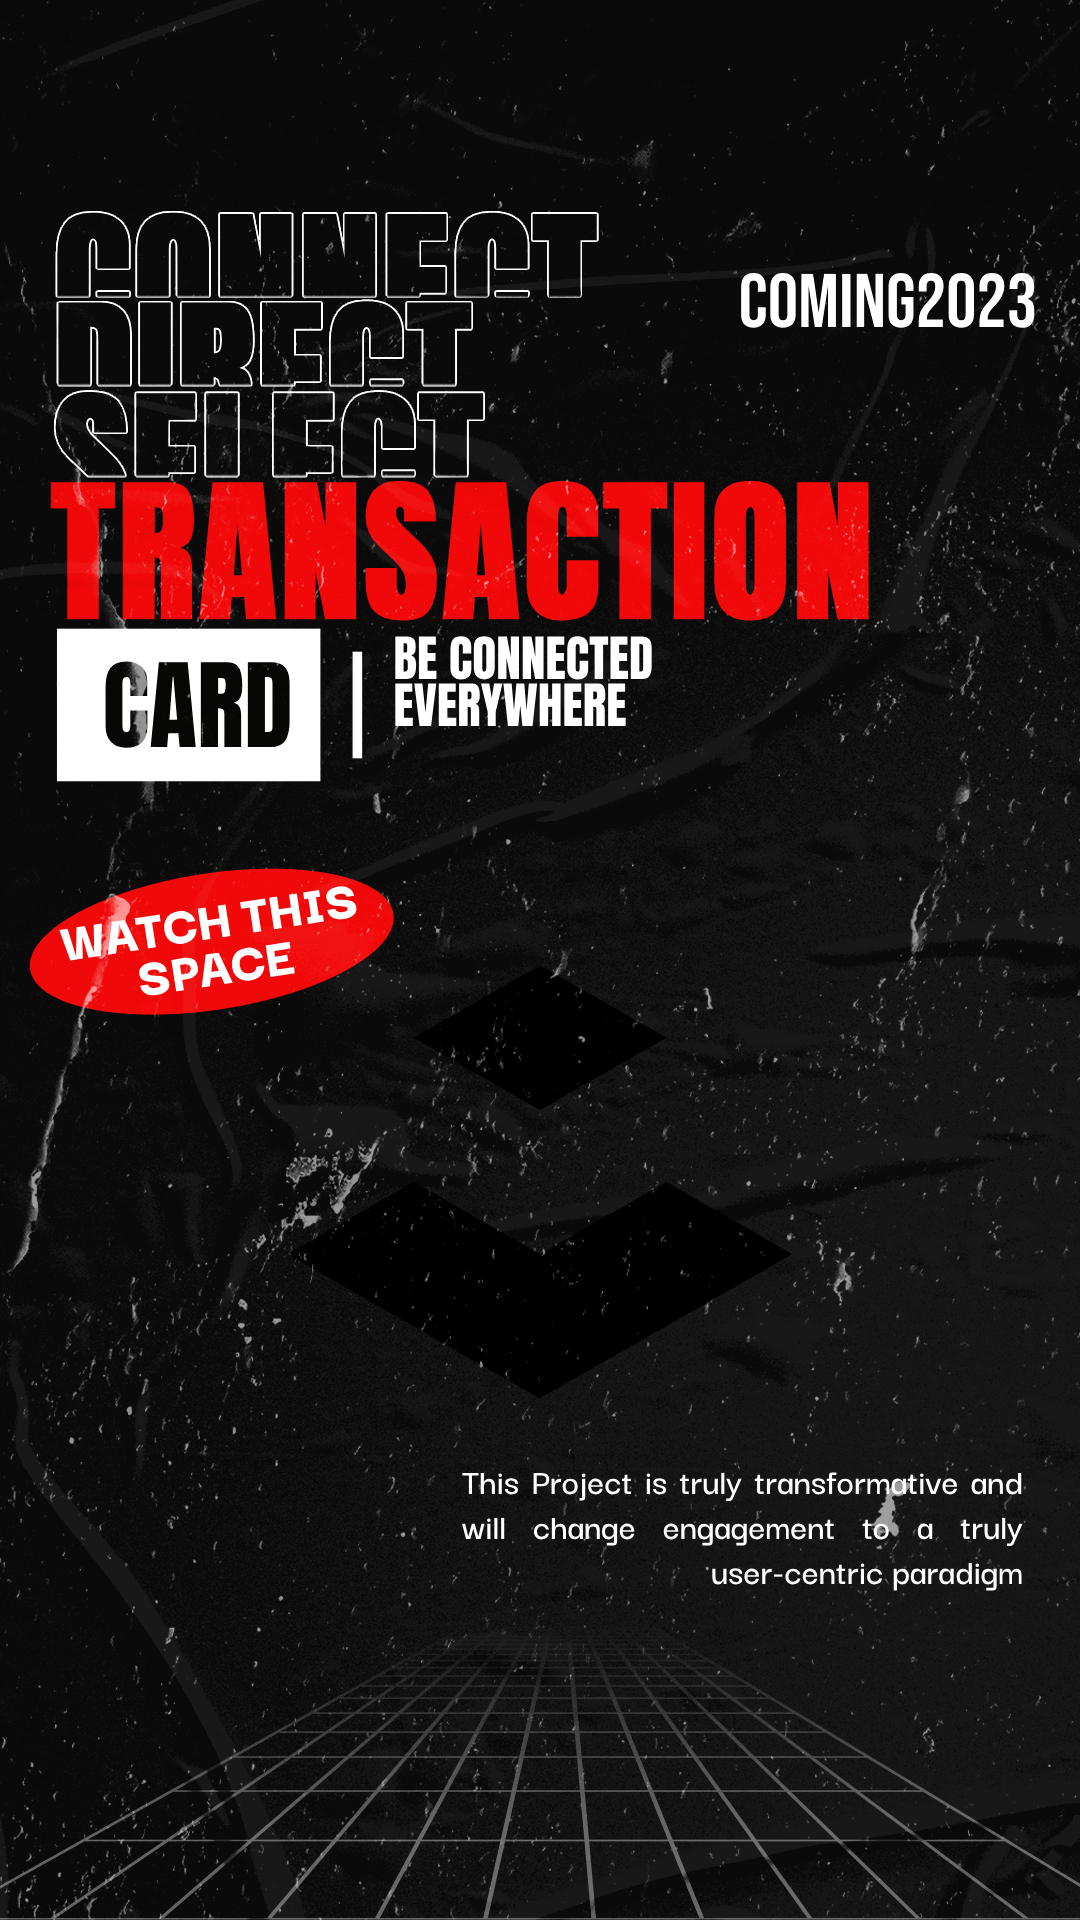 CONNECT
COMING2023
DIRECT
SELECT
TRANSACTION
CARD
BE CONNECTED
EVERYWHERE
WATCH THIS
SPACE
This Project is truly transformative and
will change engagement to a truly
user-centric paradigm